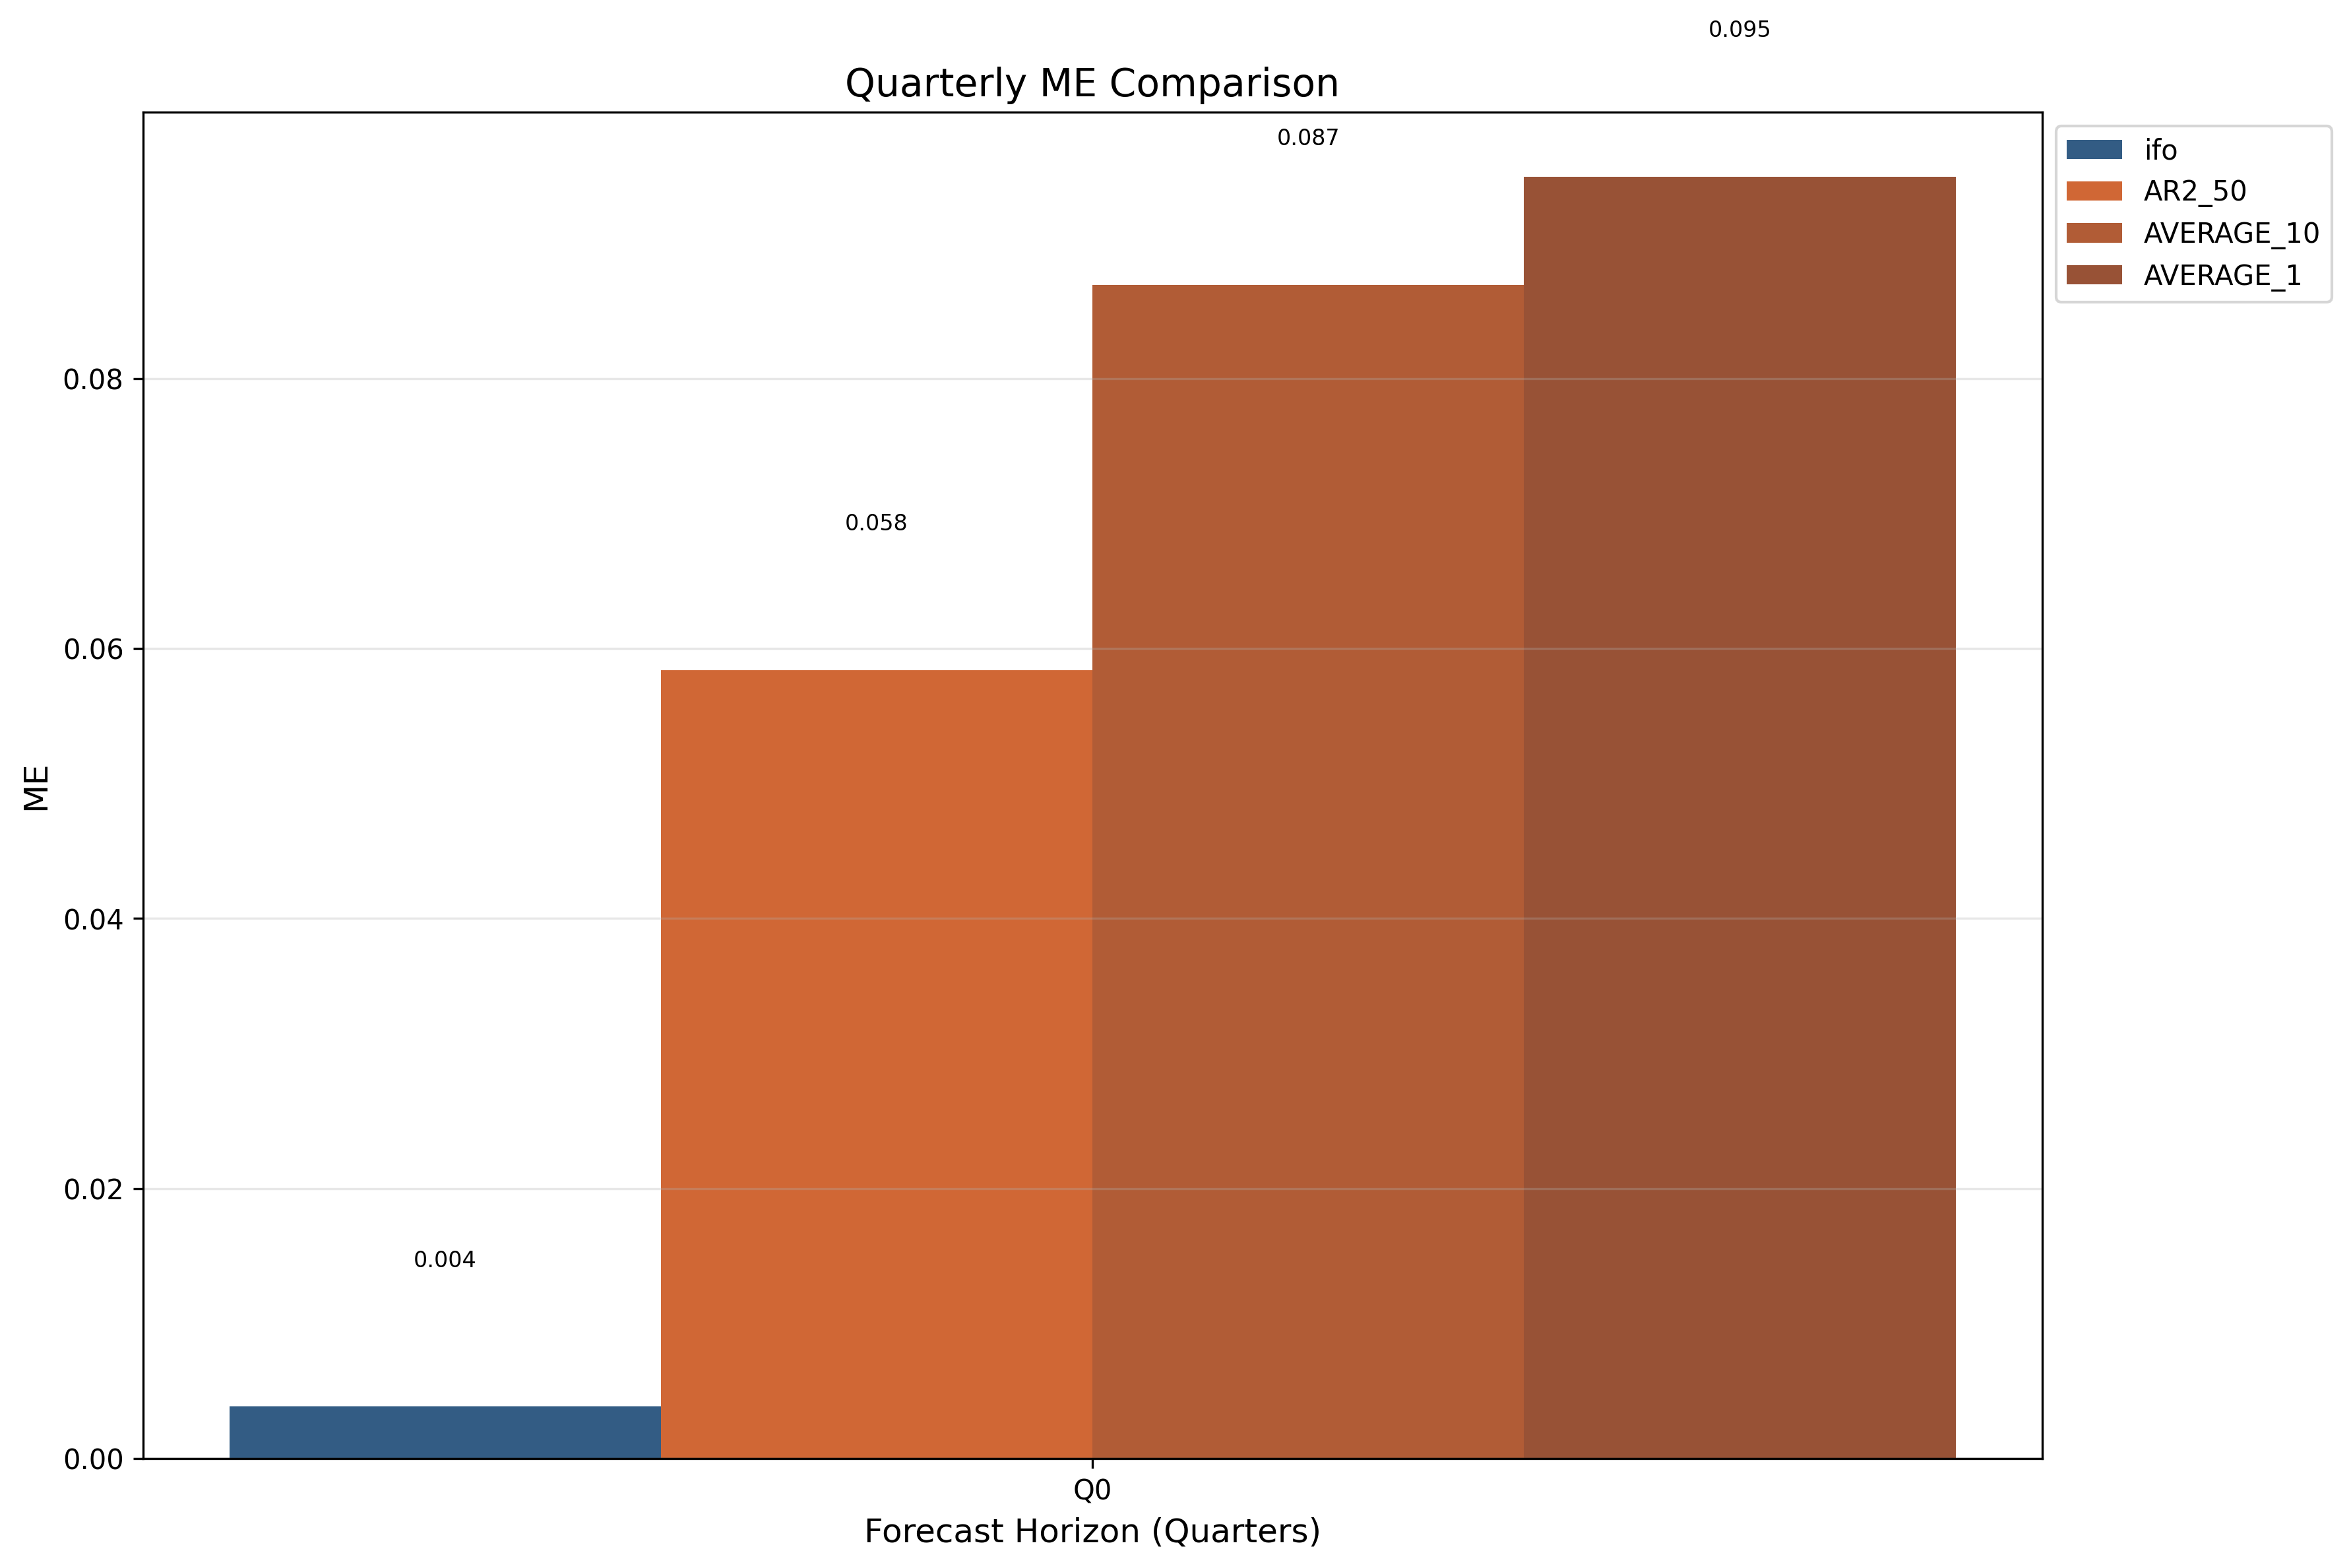 0.095
Quarterly ME Comparison
0.087
ifo
AR2_50
AVERAGE_10
AVERAGE_1
0.08
0.058
0.06
ME
0.04
0.02
0.004
0.00
Q0
Forecast Horizon (Quarters)